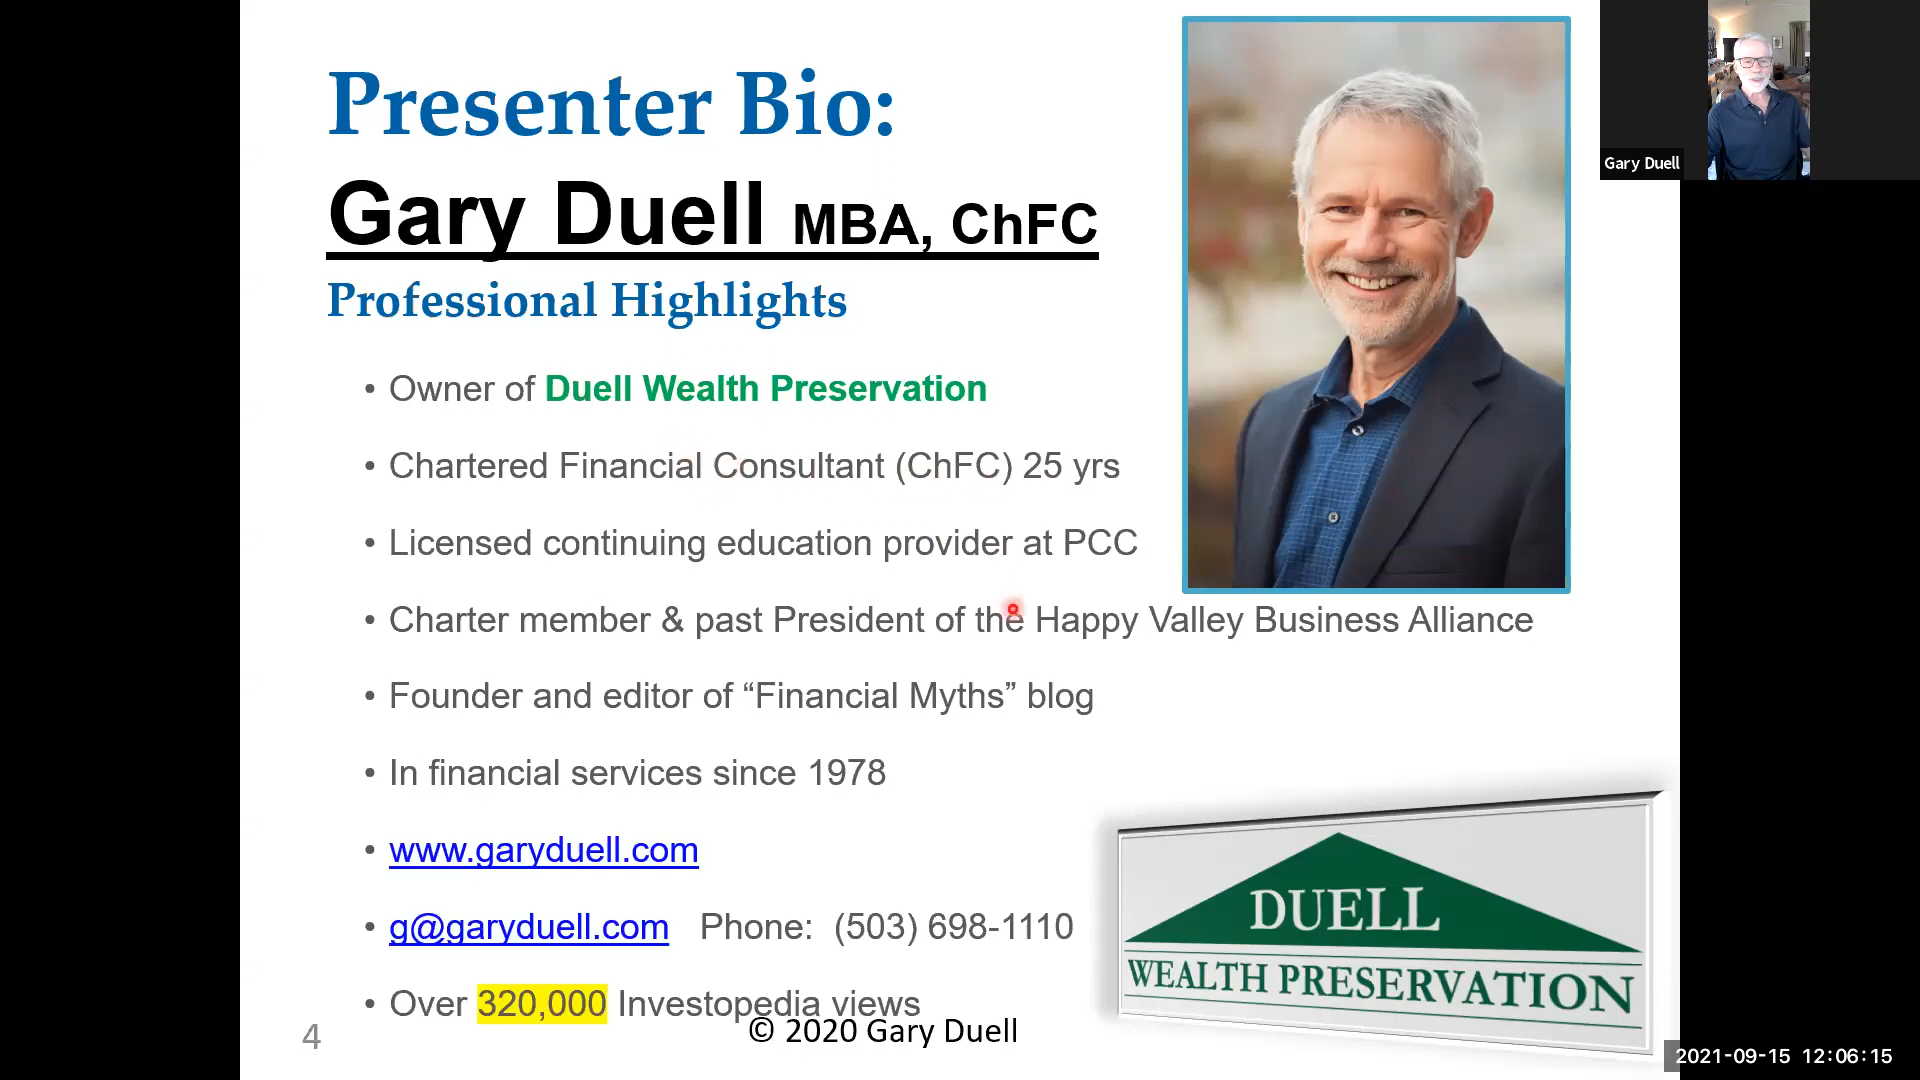 Presenter Bio:
Gary Duell MBA, ChFC
Professional Highlights
• Owner of Duell Wealth Preservation
• Chartered Financial Consultant (ChFC) 25 yrs
• Licensed continuing education provider at PCC
• Charter member & past President of the Happy Valley Business Alliance
• Founder and editor of “Financial Myths” blog
• In financial services since 1978
• www.garyduell.com
• g@garyduell.com Phone: (503) 698-1110
• Over 320,000 Investopedia views
© 2020 Gary Duell
4
DUELL
WEALTH PRESERVATION
Gary Duell
2021-09-15 12:06:15